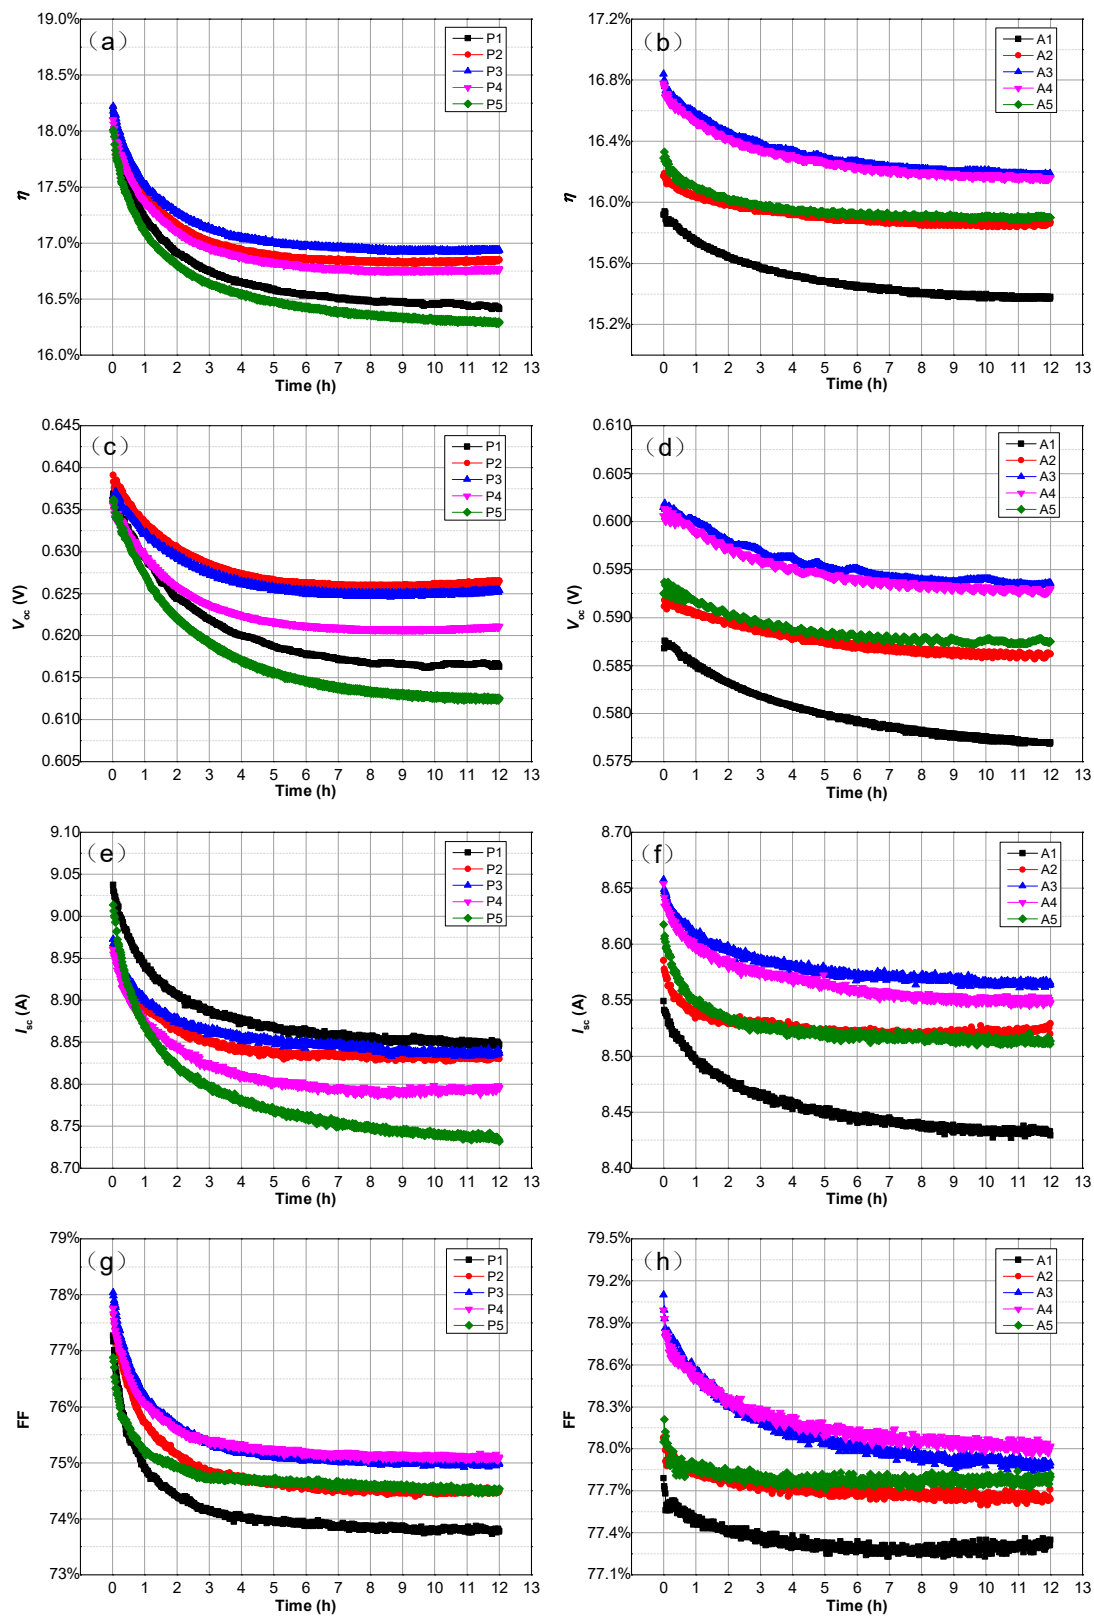 (a)
19.0%
18.5%
18.0%
17.5%
17.0%
16.5%
16.0%
η
0 1 2 3 4 5 6 7 8 9 10 11 12 13
Time (h)
P1
P2
P3
P4
P5
(b)
17.2%
16.8%
16.4%
16.0%
15.6%
15.2%
η
0 1 2 3 4 5 6 7 8 9 10 11 12 13
Time (h)
A1
A2
A3
A4
A5
(c)
0.645
0.640
0.635
0.630
0.625
0.620
0.615
0.610
0.605
Voc (V)
0 1 2 3 4 5 6 7 8 9 10 11 12 13
Time (h)
P1
P2
P3
P4
P5
(d)
0.610
0.605
0.600
0.595
0.590
0.585
0.580
0.575
Voc (V)
0 1 2 3 4 5 6 7 8 9 10 11 12 13
Time (h)
A1
A2
A3
A4
A5
(e)
9.10
9.05
9.00
8.95
8.90
8.85
8.80
8.75
8.70
Isc (A)
0 1 2 3 4 5 6 7 8 9 10 11 12 13
Time (h)
P1
P2
P3
P4
P5
(f)
8.70
8.65
8.60
8.55
8.50
8.45
8.40
Isc (A)
0 1 2 3 4 5 6 7 8 9 10 11 12 13
Time (h)
A1
A2
A3
A4
A5
(g)
79%
78%
77%
76%
75%
74%
73%
FF
0 1 2 3 4 5 6 7 8 9 10 11 12 13
Time (h)
P1
P2
P3
P4
P5
(h)
79.5%
79.2%
78.9%
78.6%
78.3%
78.0%
77.7%
77.4%
77.1%
FF
0 1 2 3 4 5 6 7 8 9 10 11 12 13
Time (h)
A1
A2
A3
A4
A5